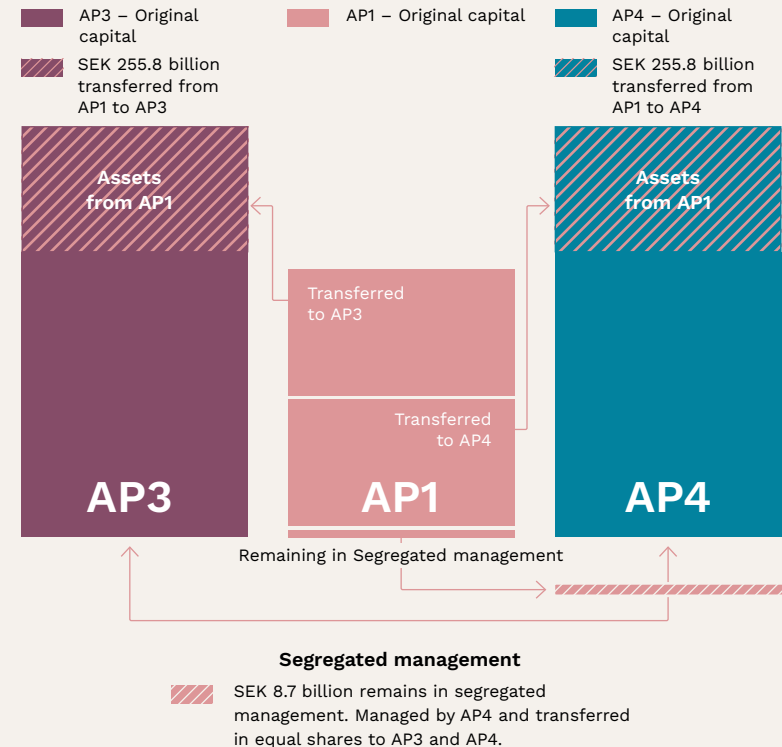 AP3 – Original
capital
SEK 255.8 billion
transferred from
AP1 to AP3
AP1 – Original capital
AP4 – Original
capital
SEK 255.8 billion
transferred from
AP1 to AP4
Assets
from AP1
Assets
from AP1
Transferred
to AP3
Transferred
to AP4
AP3
AP1
AP4
Remaining in Segregated management
Segregated management
SEK 8.7 billion remains in segregated
management. Managed by AP4 and transferred
in equal shares to AP3 and AP4.